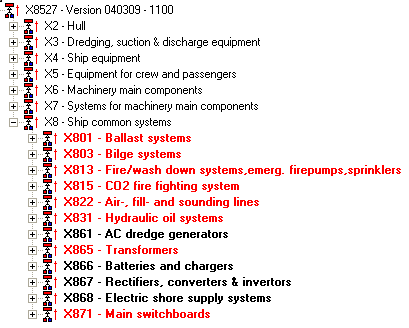 X8527 - Version 040309 - 1100
X2 - Hull
X3 - Dredging, suction & discharge equipment
X4 - Ship equipment
X5 - Equipment for crew and passengers
X6 - Machinery main components
X7 - Systems for machinery main components
X8 - Ship common systems
X801 - Ballast systems
X803 - Bilge systems
X813 - Fire/wash down systems,emerg. firepumps,sprinklers
X815 - CO2 fire fighting system
X822 - Air-, fill- and sounding lines
X831 - Hydraulic oil systems
X861 - AC dredge generators
X865 - Transformers
X866 - Batteries and chargers
X867 - Rectifiers, converters & invertors
X868 - Electric shore supply systems
X871 - Main switchboards